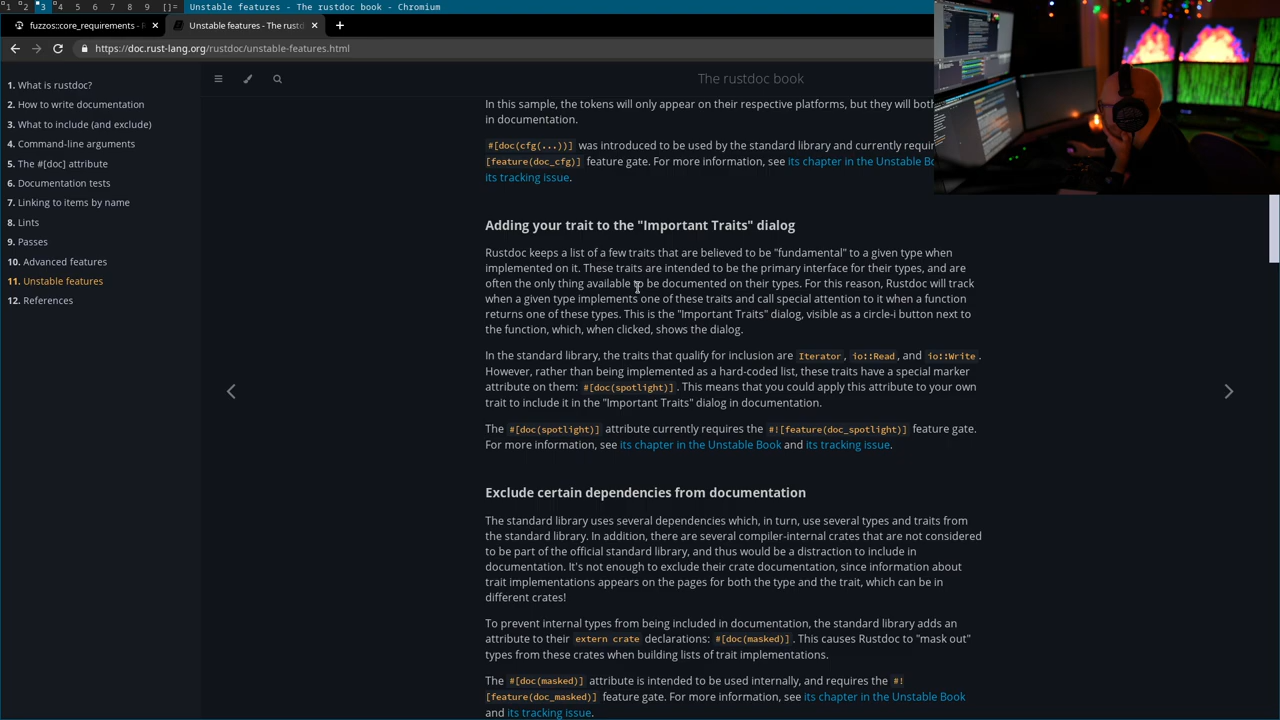 1 2 3 4 5 6 7 8 9 []= Unstable features - The rustdoc book - Chromium
fuzzos::core_requirements - R
Unstable features - The rustd
https://doc.rust-lang.org/rustdoc/unstable-features.html
The rustdoc book
1. What is rustdoc?
2. How to write documentation
3. What to include (and exclude)
4. Command-line arguments
5. The #[doc] attribute
6. Documentation tests
7. Linking to items by name
8. Lints
9. Passes
10. Advanced features
11. Unstable features
12. References
In this sample, the tokens will only appear on their respective platforms, but they will both
in documentation.
#[doc(cfg(...))] was introduced to be used by the standard library and currently requir
[feature(doc_cfg)] feature gate. For more information, see its chapter in the Unstable Bo
its tracking issue.
Adding your trait to the "Important Traits" dialog
Rustdoc keeps a list of a few traits that are believed to be "fundamental" to a given type when
implemented on it. These traits are intended to be the primary interface for their types, and are
often the only thing available to be documented on their types. For this reason, Rustdoc will track
when a given type implements one of these traits and call special attention to it when a function
returns one of these types. This is the "Important Traits" dialog, visible as a circle-i button next to
the function, which, when clicked, shows the dialog.
In the standard library, the traits that qualify for inclusion are Iterator, io::Read, and io::Write.
However, rather than being implemented as a hard-coded list, these traits have a special marker
attribute on them: #[doc(spotlight)]. This means that you could apply this attribute to your own
trait to include it in the "Important Traits" dialog in documentation.
The #[doc(spotlight)] attribute currently requires the #![feature(doc_spotlight)] feature gate.
For more information, see its chapter in the Unstable Book and its tracking issue.
Exclude certain dependencies from documentation
The standard library uses several dependencies which, in turn, use several types and traits from
the standard library. In addition, there are several compiler-internal crates that are not considered
to be part of the official standard library, and thus would be a distraction to include in
documentation. It's not enough to exclude their crate documentation, since information about
trait implementations appears on the pages for both the type and the trait, which can be in
different crates!
To prevent internal types from being included in documentation, the standard library adds an
attribute to their extern crate declarations: #[doc(masked)]. This causes Rustdoc to "mask out"
types from these crates when building lists of trait implementations.
The #[doc(masked)] attribute is intended to be used internally, and requires the #!
[feature(doc_masked)] feature gate. For more information, see its chapter in the Unstable Book
and its tracking issue.